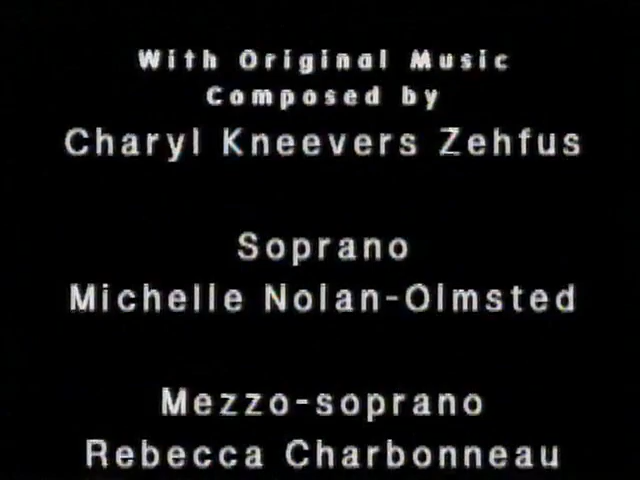 With Original Music
Composed by
Charyl Kneevers Zehfus
Soprano
Michelle Nolan-Olmsted
Mezzo-soprano
Rebecca Charbonneau